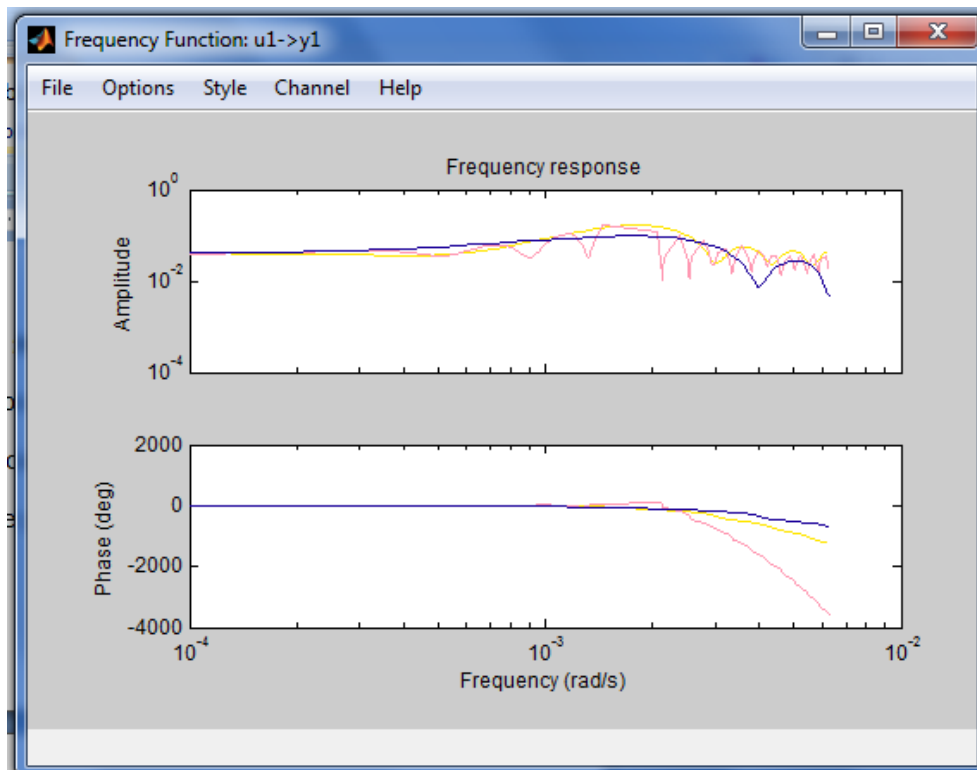 Frequency Function: u1->y1
File Options Style Channel Help
Frequency response
10^0
10^-2
10^-4
Amplitude
2000
0
-2000
-4000
Phase (deg)
10^-4 10^-3 10^-2
Frequency (rad/s)